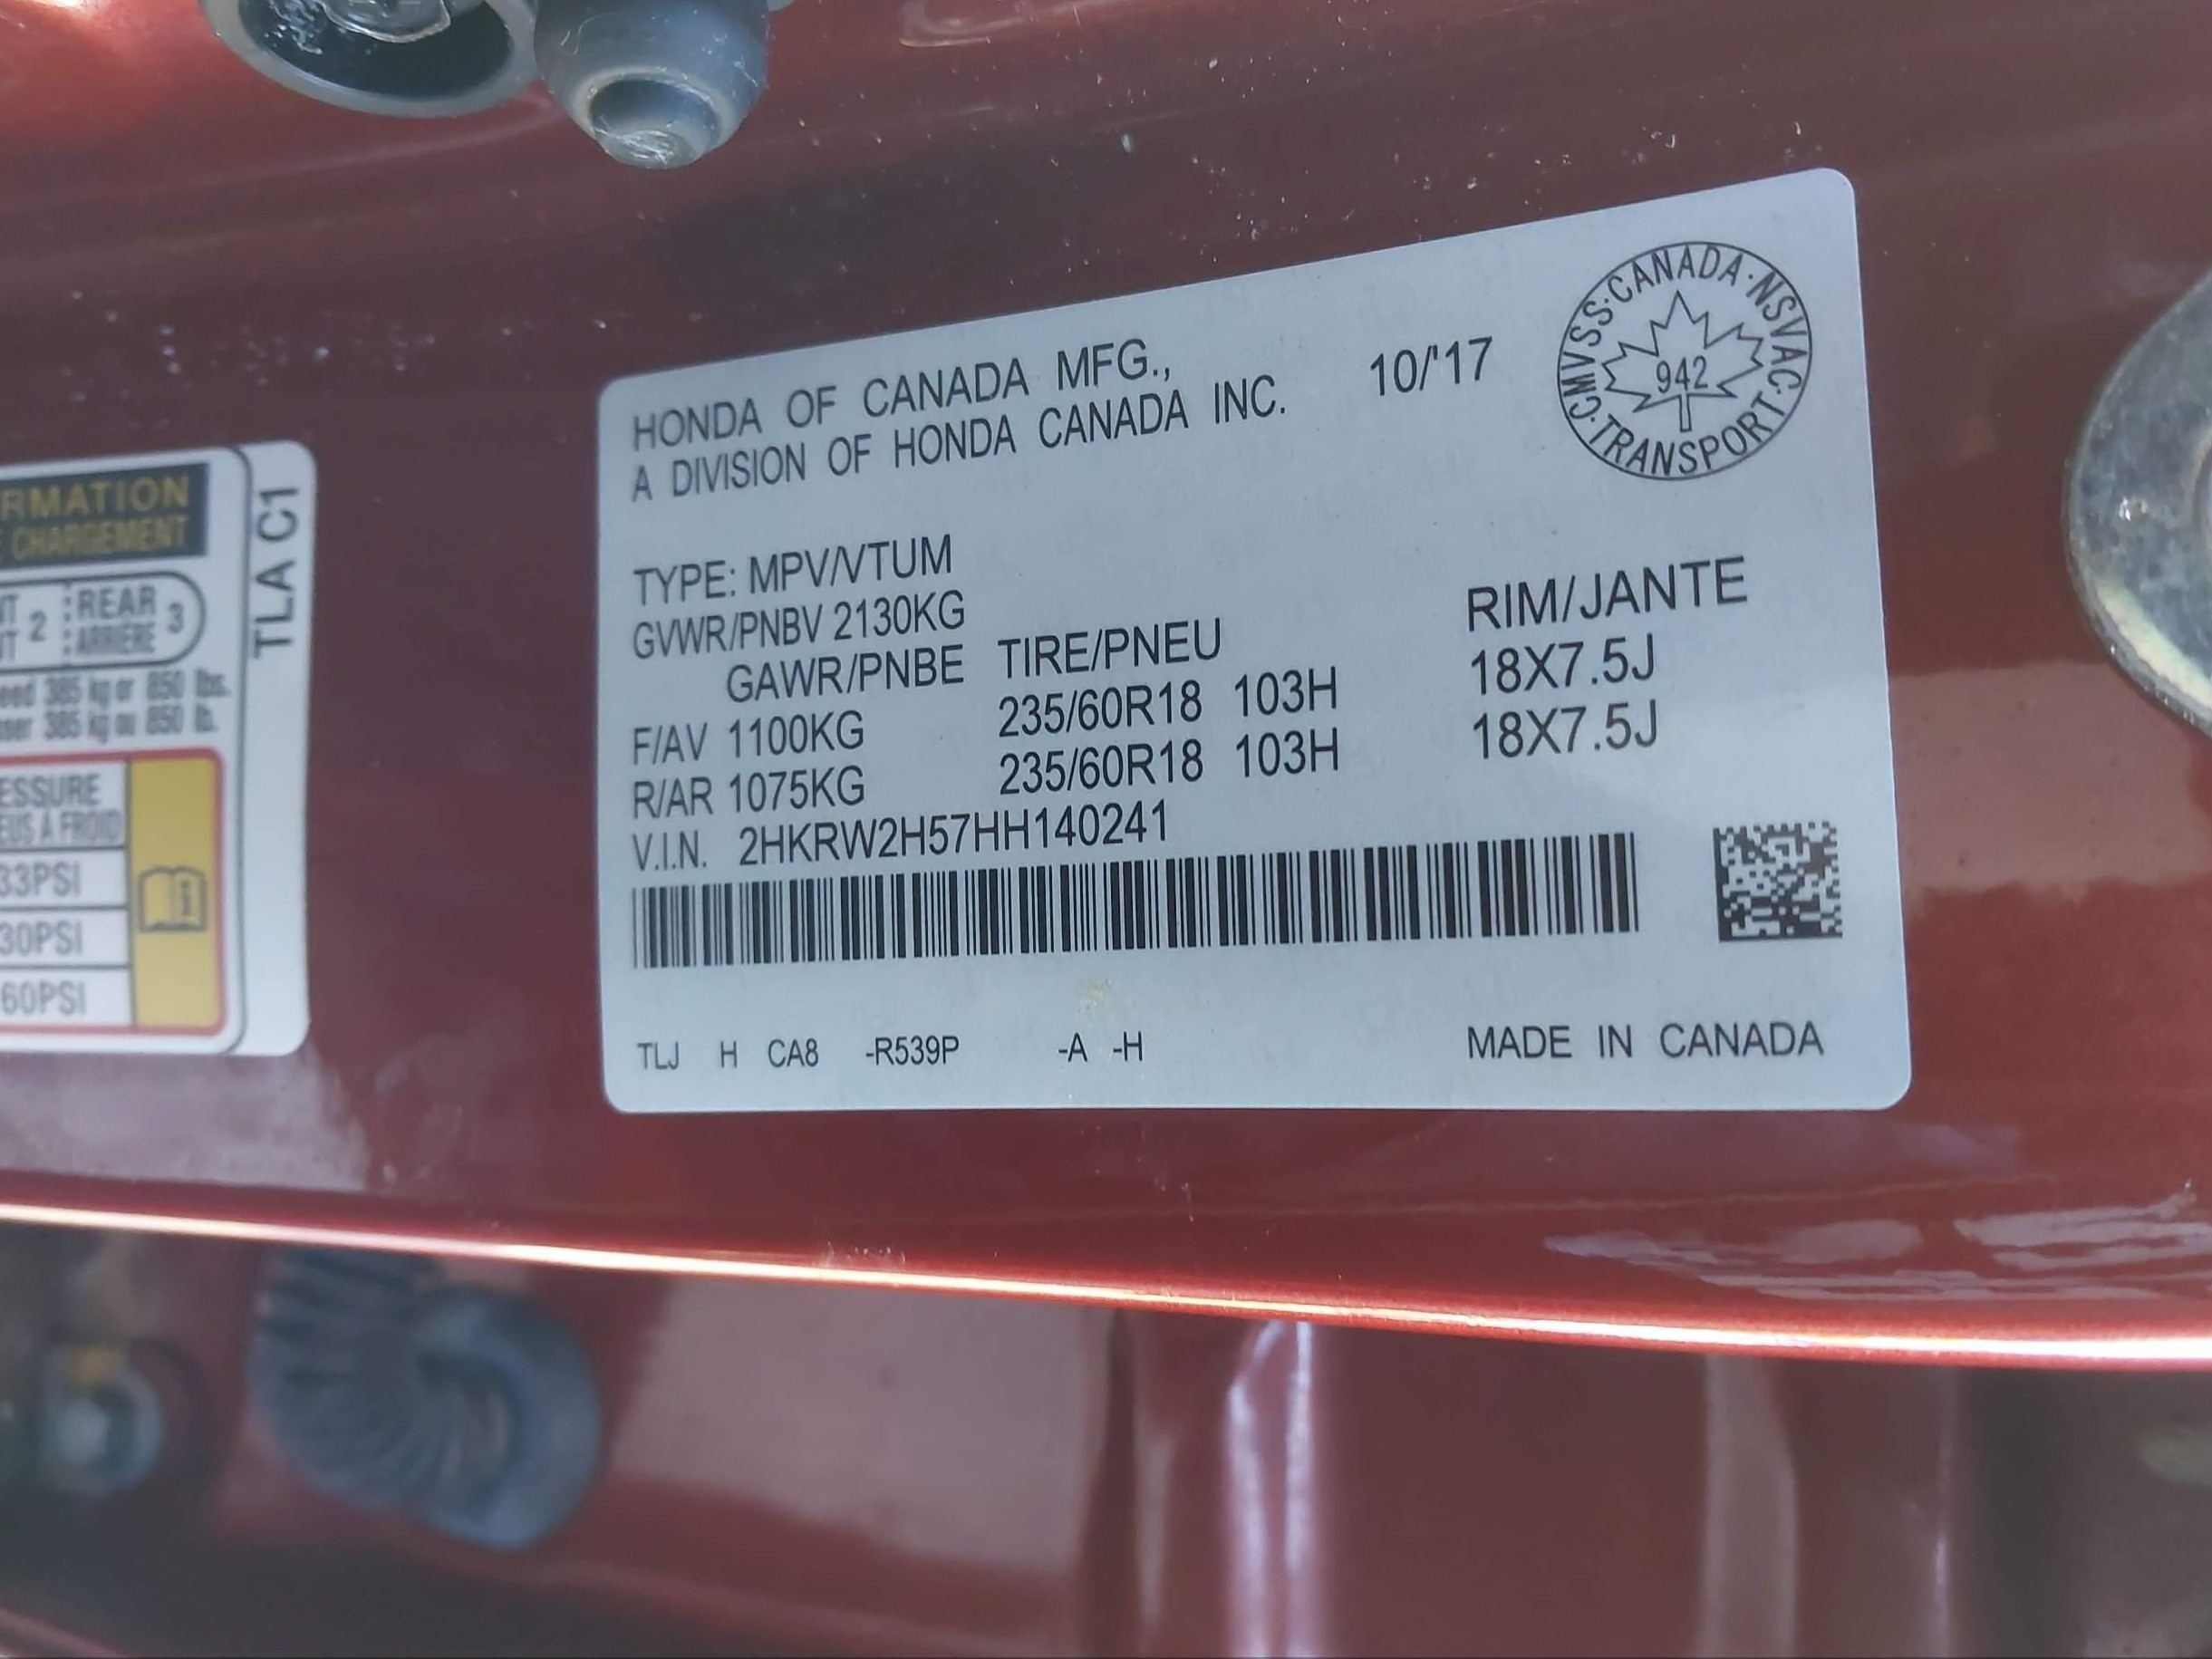 RMATION
E CHARGEMENT
2 REAR 3
ARRIÈRE
385 kg or 850 lbs.
385 kg ou 850 lb.
ESSURE
EUS À FROID
33PSI
30PSI
60PSI
TLA C1
HONDA OF CANADA MFG.,
A DIVISION OF HONDA CANADA INC.
10/'17
CMVSS·CANADA·NSVAC·TRANSPORT·
942
TYPE: MPV/VTUM
GVWR/PNBV 2130KG
GAWR/PNBE TIRE/PNEU RIM/JANTE
F/AV 1100KG 235/60R18 103H 18X7.5J
R/AR 1075KG 235/60R18 103H 18X7.5J
V.I.N. 2HKRW2H57HH140241
TLJ H CA8 -R539P -A -H MADE IN CANADA